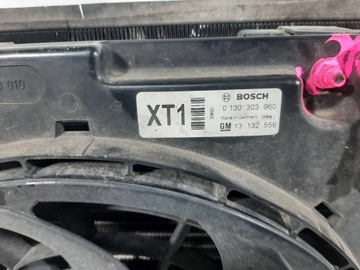 XT1
BOSCH
0 130 303 960
Made in Germany
GM 13 132 559